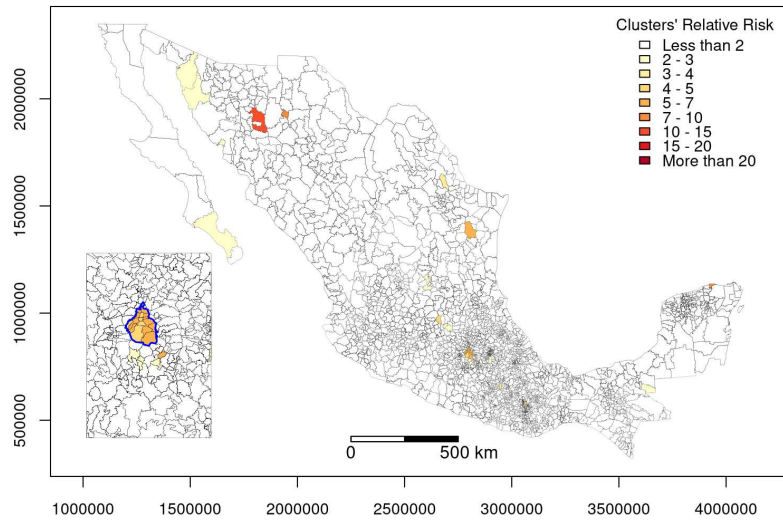 Clusters' Relative Risk
Less than 2
2 - 3
3 - 4
4 - 5
5 - 7
7 - 10
10 - 15
15 - 20
More than 20
2000000
1500000
1000000
500000
0 500 km
1000000 1500000 2000000 2500000 3000000 3500000 4000000